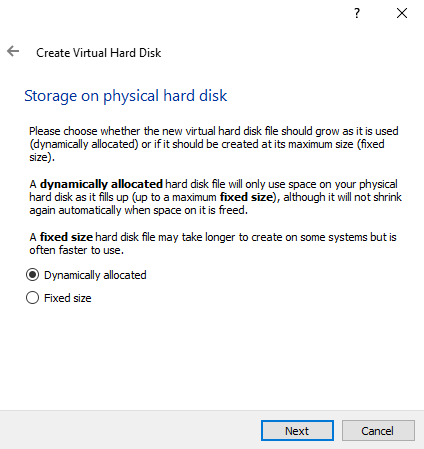 ?
Create Virtual Hard Disk
Storage on physical hard disk
Please choose whether the new virtual hard disk file should grow as it is used
(dynamically allocated) or if it should be created at its maximum size (fixed
size).
A dynamically allocated hard disk file will only use space on your physical
hard disk as it fills up (up to a maximum fixed size), although it will not shrink
again automatically when space on it is freed.
A fixed size hard disk file may take longer to create on some systems but is
often faster to use.
Dynamically allocated
Fixed size
Next
Cancel